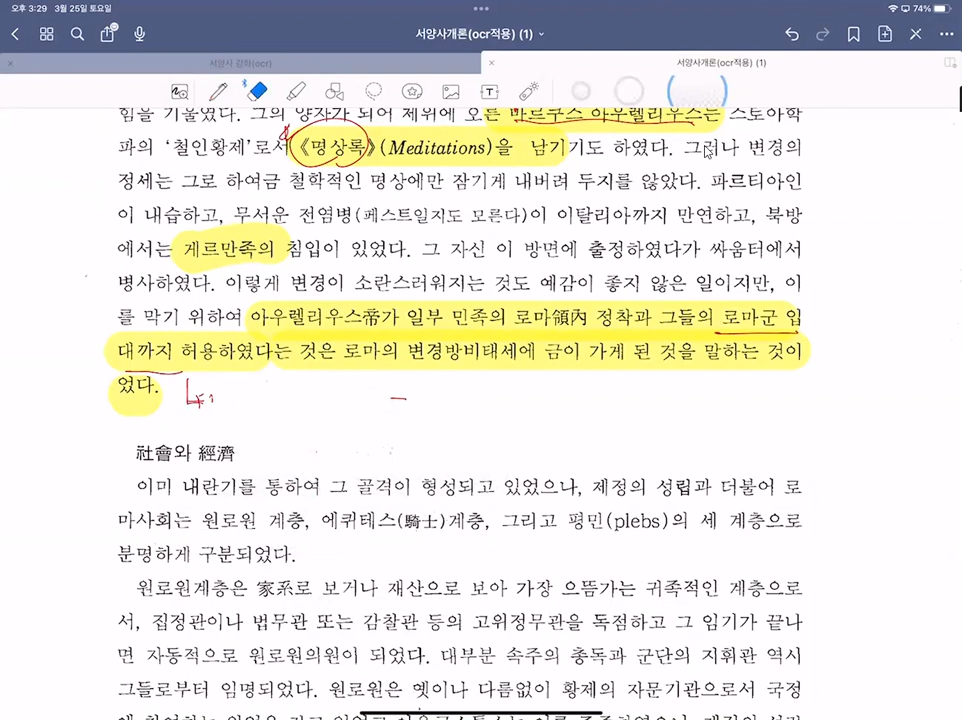 오후 3:29 3월 25일 토요일
74%
서양사개론(ocr적용) (1)
서양사 강좌(ocr)
서양사개론(ocr적용) (1)
힘을 기울였다. 그의 양자가 되어 제위에 오른 마르쿠스 아우렐리우스는 스토아학
파의 ‘철인황제’로서 《명상록》(Meditations)을 남기기도 하였다. 그러나 변경의
정세는 그로 하여금 철학적인 명상에만 잠기게 내버려 두지를 않았다. 파르티아인
이 내습하고, 무서운 전염병(페스트일지도 모른다)이 이탈리아까지 만연하고, 북방
에서는 게르만족의 침입이 있었다. 그 자신 이 방면에 출정하였다가 싸움터에서
병사하였다. 이렇게 변경이 소란스러워지는 것도 예감이 좋지 않은 일이지만, 이
를 막기 위하여 아우렐리우스帝가 일부 민족의 로마領內 정착과 그들의 로마군 입
대까지 허용하였다는 것은 로마의 변경방비태세에 금이 가게 된 것을 말하는 것이
었다.
社會와 經濟
이미 내란기를 통하여 그 골격이 형성되고 있었으나, 제정의 성립과 더불어 로
마사회는 원로원 계층, 에퀴테스(騎士)계층, 그리고 평민(plebs)의 세 계층으로
분명하게 구분되었다.
원로원계층은 家系로 보거나 재산으로 보아 가장 으뜸가는 귀족적인 계층으로
서, 집정관이나 법무관 또는 감찰관 등의 고위정무관을 독점하고 그 임기가 끝나
면 자동적으로 원로원의원이 되었다. 대부분 속주의 총독과 군단의 지휘관 역시
그들로부터 임명되었다. 원로원은 옛이나 다름없이 황제의 자문기관으로서 국정